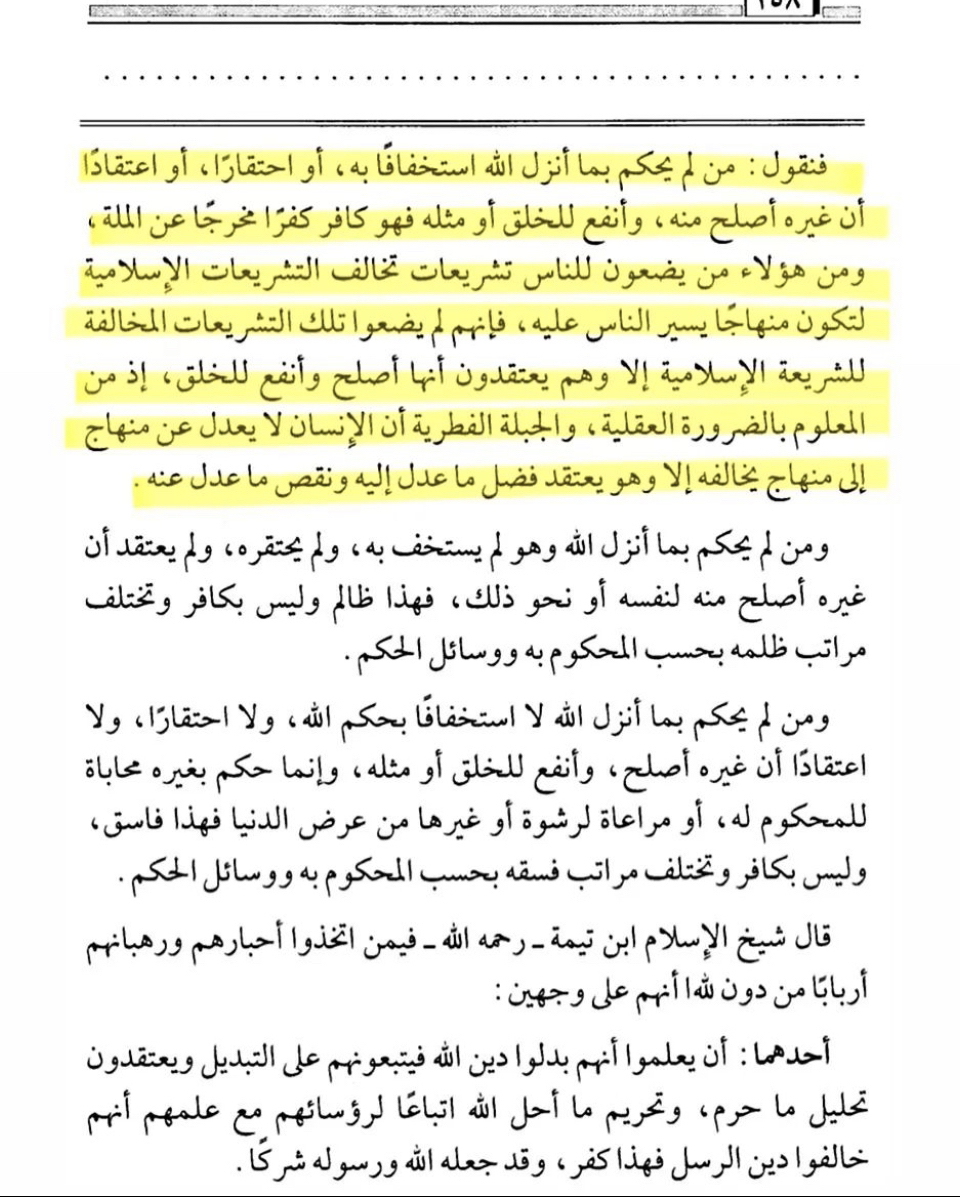 ١٥٨
فنقول : من لم يحكم بما أنزل الله استخفافًا به، أو احتقارًا، أو اعتقادًا
أن غيره أصلح منه، وأنفع للخلق أو مثله فهو كافر كفرًا مخرجًا عن الملة،
ومن هؤلاء من يضعون للناس تشريعات تخالف التشريعات الإِسلامية
لتكون منهاجًا يسير الناس عليه، فإنهم لم يضعوا تلك التشريعات المخالفة
للشريعة الإِسلامية إلا وهم يعتقدون أنها أصلح وأنفع للخلق، إذ من
المعلوم بالضرورة العقلية، والجبلة الفطرية أن الإِنسان لا يعدل عن منهاج
إلى منهاج يخالفه إلا وهو يعتقد فضل ما عدل إليه ونقص ما عدل عنه .
ومن لم يحكم بما أنزل الله وهو لم يستخف به، ولم يحتقره، ولم يعتقد أن
غيره أصلح منه لنفسه أو نحو ذلك، فهذا ظالم وليس بكافر وتختلف
مراتب ظلمه بحسب المحكوم به ووسائل الحكم .
ومن لم يحكم بما أنزل الله لا استخفافًا بحكم الله، ولا احتقارًا، ولا
اعتقادًا أن غيره أصلح، وأنفع للخلق أو مثله، وإنما حكم بغيره محاباة
للمحكوم له، أو مراعاة لرشوة أو غيرها من عرض الدنيا فهذا فاسق،
وليس بكافر وتختلف مراتب فسقه بحسب المحكوم به ووسائل الحكم .
قال شيخ الإِسلام ابن تيمة ـ رحمه الله ـ فيمن اتخذوا أحبارهم ورهبانهم
أربابًا من دون لله‍ا أنهم على وجهين :
أحدهما : أن يعلموا أنهم بدلوا دين الله فيتبعونهم على التبديل ويعتقدون
تحليل ما حرم، وتحريم ما أحل الله اتباعًا لرؤسائهم مع علمهم أنهم
خالفوا دين الرسل فهذا كفر، وقد جعله الله ورسوله شركًا .